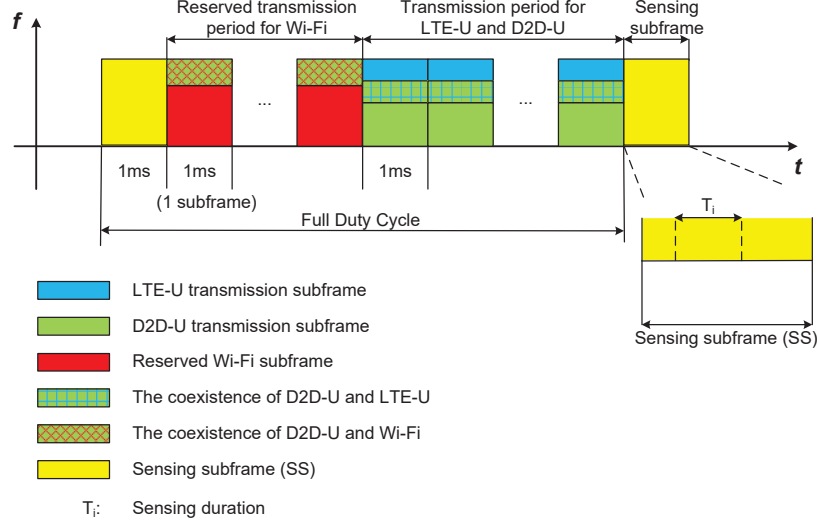 f
Reserved transmission
period for Wi-Fi
Transmission period for
LTE-U and D2D-U
Sensing
subframe
...
...
t
1ms
1ms
1ms
(1 subframe)
Full Duty Cycle
Ti
Sensing subframe (SS)
LTE-U transmission subframe
D2D-U transmission subframe
Reserved Wi-Fi subframe
The coexistence of D2D-U and LTE-U
The coexistence of D2D-U and Wi-Fi
Sensing subframe (SS)
Ti: Sensing duration